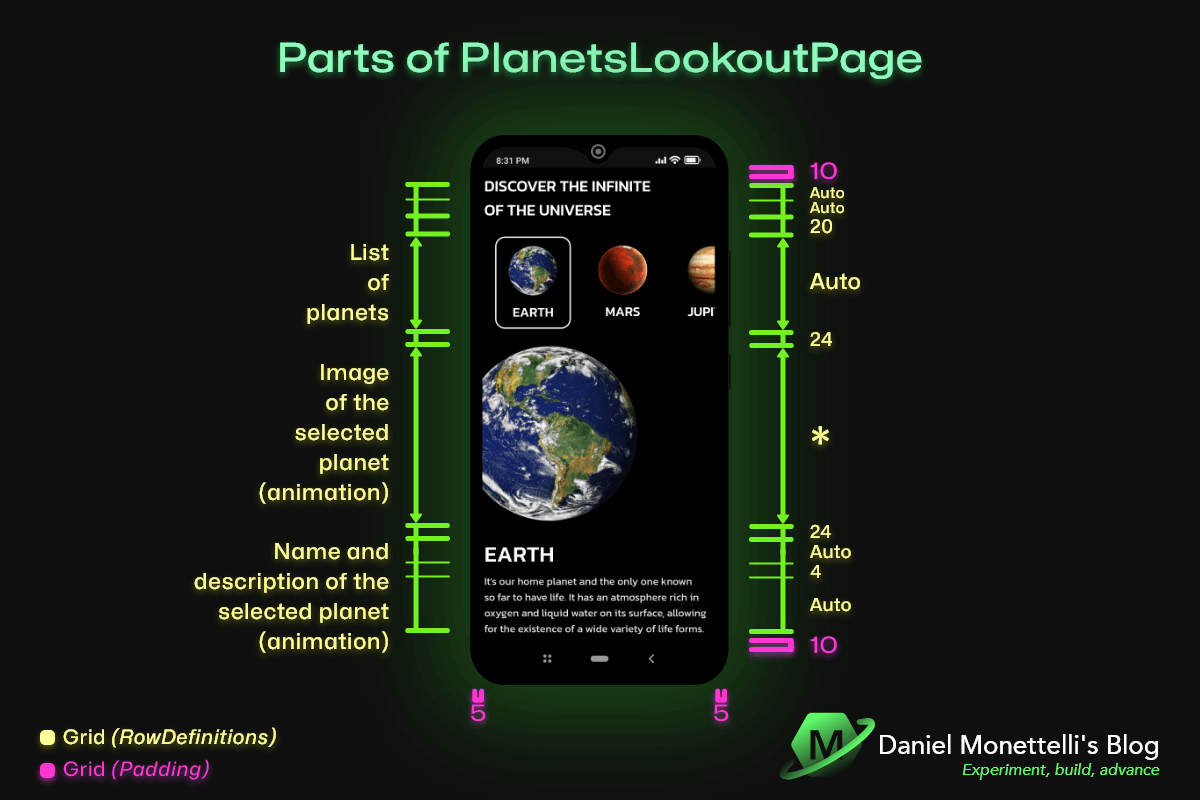 Parts of PlanetsLookoutPage
8:31 PM
DISCOVER THE INFINITE
OF THE UNIVERSE
EARTH
MARS
JUPI
EARTH
It's our home planet and the only one known
so far to have life. It has an atmosphere rich in
oxygen and liquid water on its surface, allowing
for the existence of a wide variety of life forms.
List
of
planets
Image
of the
selected
planet
(animation)
Name and
description of the
selected planet
(animation)
10
Auto
Auto
20
Auto
24
*
24
Auto
4
Auto
10
5
5
Grid (RowDefinitions)
Grid (Padding)
M
Daniel Monettelli's Blog
Experiment, build, advance